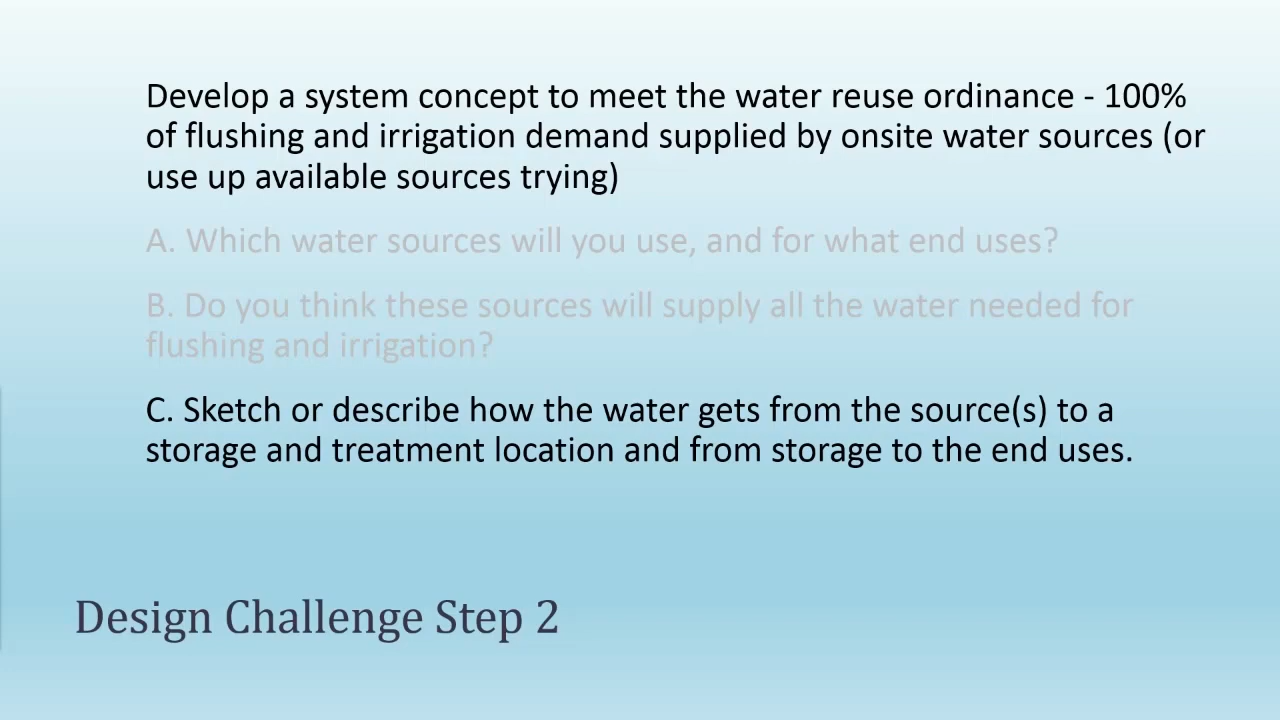 Develop a system concept to meet the water reuse ordinance - 100%
of flushing and irrigation demand supplied by onsite water sources (or
use up available sources trying)
A. Which water sources will you use, and for what end uses?
B. Do you think these sources will supply all the water needed for
flushing and irrigation?
C. Sketch or describe how the water gets from the source(s) to a
storage and treatment location and from storage to the end uses.
Design Challenge Step 2